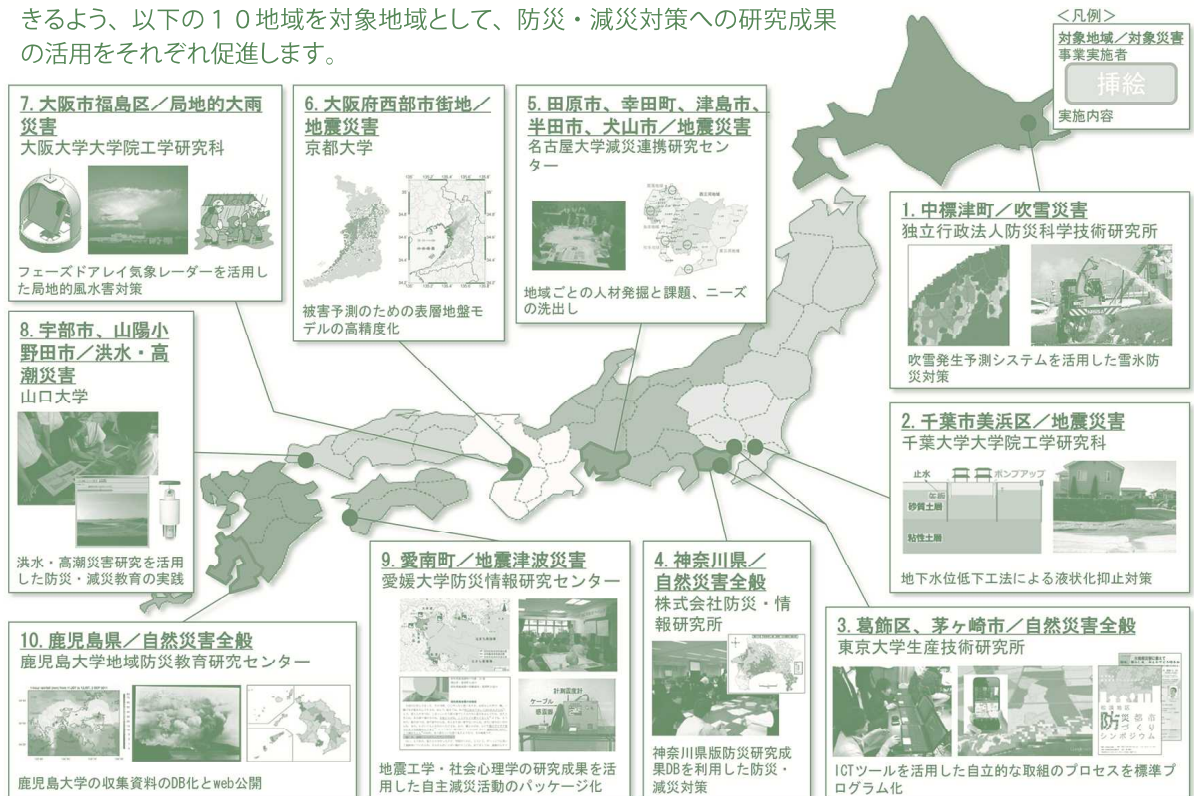 きるよう、以下の１０地域を対象地域として、防災・減災対策への研究成果
の活用をそれぞれ促進します。
＜凡例＞
対象地域／対象災害
事業実施者
挿絵
実施内容
1. 中標津町／吹雪災害
独立行政法人防災科学技術研究所
吹雪発生予測システムを活用した雪氷防
災対策
2. 千葉市美浜区／地震災害
千葉大学大学院工学研究科
止水
ポンプアップ
砂質土層
粘性土層
地下水位低下工法による液状化抑止対策
3. 葛飾区、茅ヶ崎市／自然災害全般
東京大学生産技術研究所
防災都市
づくり
シンポジウム
ICTツールを活用した自立的な取組のプロセスを標準プ
ログラム化
4. 神奈川県／
自然災害全般
株式会社防災・情
報研究所
神奈川県版防災研究成
果DBを利用した防災・
減災対策
5. 田原市、幸田町、津島市、
半田市、犬山市／地震災害
名古屋大学減災連携研究セン
ター
地域ごとの人材発掘と課題、ニーズ
の洗出し
6. 大阪府西部市街地／
地震災害
京都大学
被害予測のための表層地盤モ
デルの高精度化
7. 大阪市福島区／局地的大雨
災害
大阪大学大学院工学研究科
フェーズドアレイ気象レーダーを活用し
た局地的風水害対策
8. 宇部市、山陽小
野田市／洪水・高
潮災害
山口大学
洪水・高潮災害研究を活用
した防災・減災教育の実践
9. 愛南町／地震津波災害
愛媛大学防災情報研究センター
計測震度計
ケーブル
感震器
地震工学・社会心理学の研究成果を活
用した自主減災活動のパッケージ化
10. 鹿児島県／自然災害全般
鹿児島大学地域防災教育研究センター
鹿児島大学の収集資料のDB化とweb公開